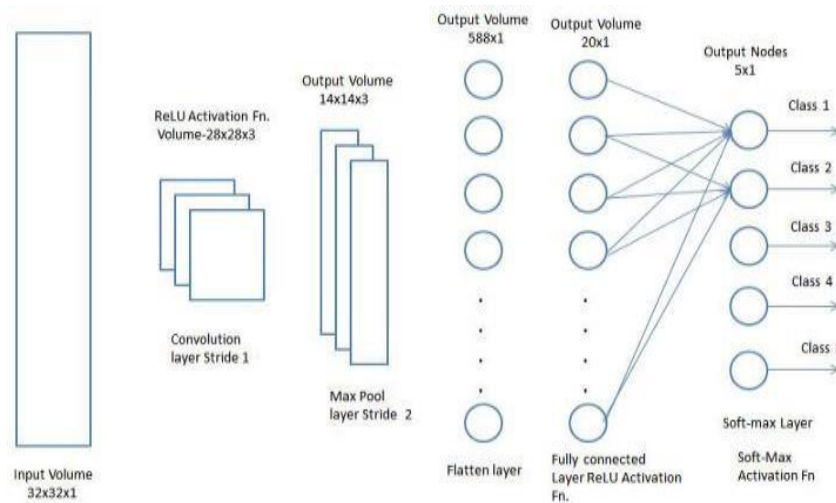 Output Volume
588x1
Output Volume
20x1
Output Nodes
5x1
Output Volume
14x14x3
ReLU Activation Fn.
Volume-28x28x3
Class 1
Class 2
Class 3
Class 4
Class
Convolution
layer Stride 1
Max Pool
layer Stride 2
Soft-max Layer
Flatten layer
Fully connected
Layer ReLU Activation
Fn.
Soft-Max
Activation Fn
Input Volume
32x32x1